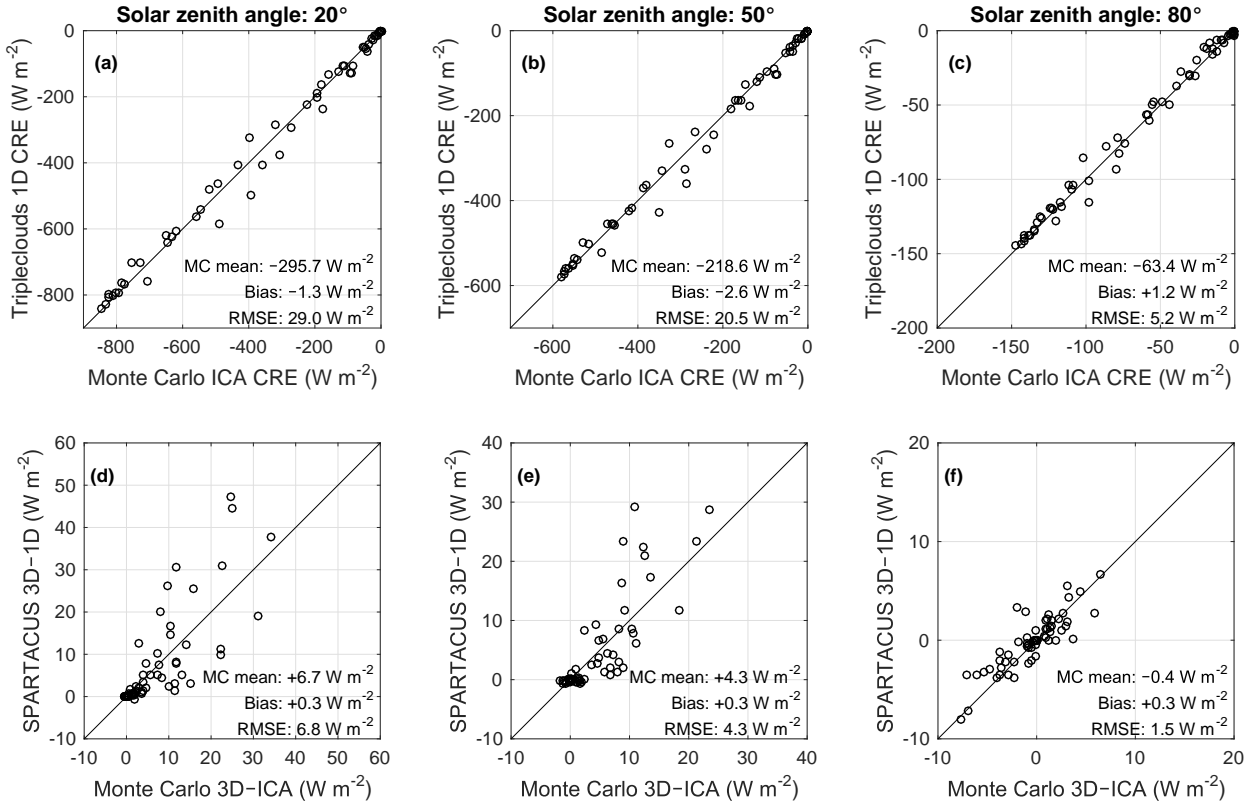 Solar zenith angle: 20°
Solar zenith angle: 50°
Solar zenith angle: 80°
(a)
Tripleclouds 1D CRE (W m-2)
0
-200
-400
-600
-800
MC mean: −295.7 W m-2
Bias: −1.3 W m-2
RMSE: 29.0 W m-2
-800 -600 -400 -200 0
Monte Carlo ICA CRE (W m-2)
(b)
Tripleclouds 1D CRE (W m-2)
0
-200
-400
-600
MC mean: −218.6 W m-2
Bias: −2.6 W m-2
RMSE: 20.5 W m-2
-600 -400 -200 0
Monte Carlo ICA CRE (W m-2)
(c)
Tripleclouds 1D CRE (W m-2)
0
-50
-100
-150
-200
MC mean: −63.4 W m-2
Bias: +1.2 W m-2
RMSE: 5.2 W m-2
-200 -150 -100 -50 0
Monte Carlo ICA CRE (W m-2)
(d)
SPARTACUS 3D−1D (W m-2)
60
50
40
30
20
10
0
-10
MC mean: +6.7 W m-2
Bias: +0.3 W m-2
RMSE: 6.8 W m-2
-10 0 10 20 30 40 50 60
Monte Carlo 3D−ICA (W m-2)
(e)
SPARTACUS 3D−1D (W m-2)
40
30
20
10
0
-10
MC mean: +4.3 W m-2
Bias: +0.3 W m-2
RMSE: 4.3 W m-2
-10 0 10 20 30 40
Monte Carlo 3D−ICA (W m-2)
(f)
SPARTACUS 3D−1D (W m-2)
20
10
0
-10
MC mean: −0.4 W m-2
Bias: +0.3 W m-2
RMSE: 1.5 W m-2
-10 0 10 20
Monte Carlo 3D−ICA (W m-2)